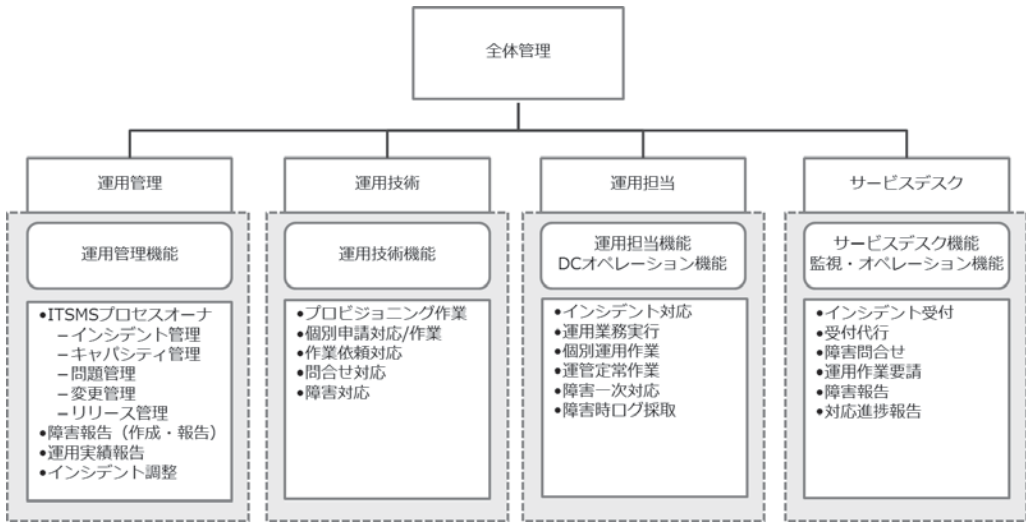 全体管理
運用管理
運用管理機能
•ITSMSプロセスオーナ
－インシデント管理
－キャパシティ管理
－問題管理
－変更管理
－リリース管理
•障害報告（作成・報告）
•運用実績報告
•インシデント調整
運用技術
運用技術機能
•プロビジョニング作業
•個別申請対応/作業
•作業依頼対応
•問合せ対応
•障害対応
運用担当
運用担当機能
DCオペレーション機能
•インシデント対応
•運用業務実行
•個別運用作業
•運管定常作業
•障害一次対応
•障害時ログ採取
サービスデスク
サービスデスク機能
監視・オペレーション機能
•インシデント受付
•受付代行
•障害問合せ
•運用作業要請
•障害報告
•対応進捗報告